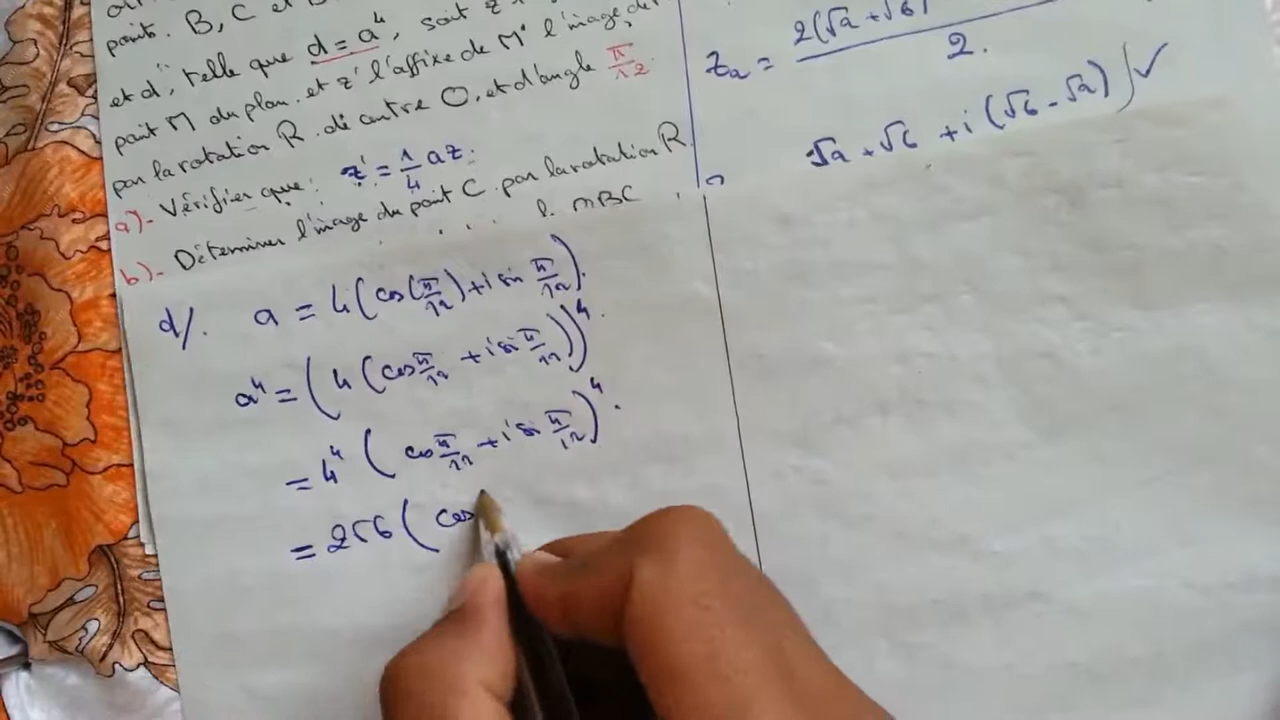 point. B, C et
et d", telle que d = a⁴, soit z
point M du plan. et z' l'affixe de M' l'image de
par la rotation R de centre O, et d'angle π/12
a)- Vérifier que : z' = 1/4 az.
b)- Déterminer l'image du point C par la rotation R.
d/. a = 4(cos(π/12) + i sin π/12).
a⁴ = (4(cos π/12 + i sin π/12))⁴.
= 4⁴ (cos π/12 + i sin π/12)⁴.
= 256 ( cos
z₂ = 2(√2 + √6) / 2.
√2 + √6 + i(√6 - √2)